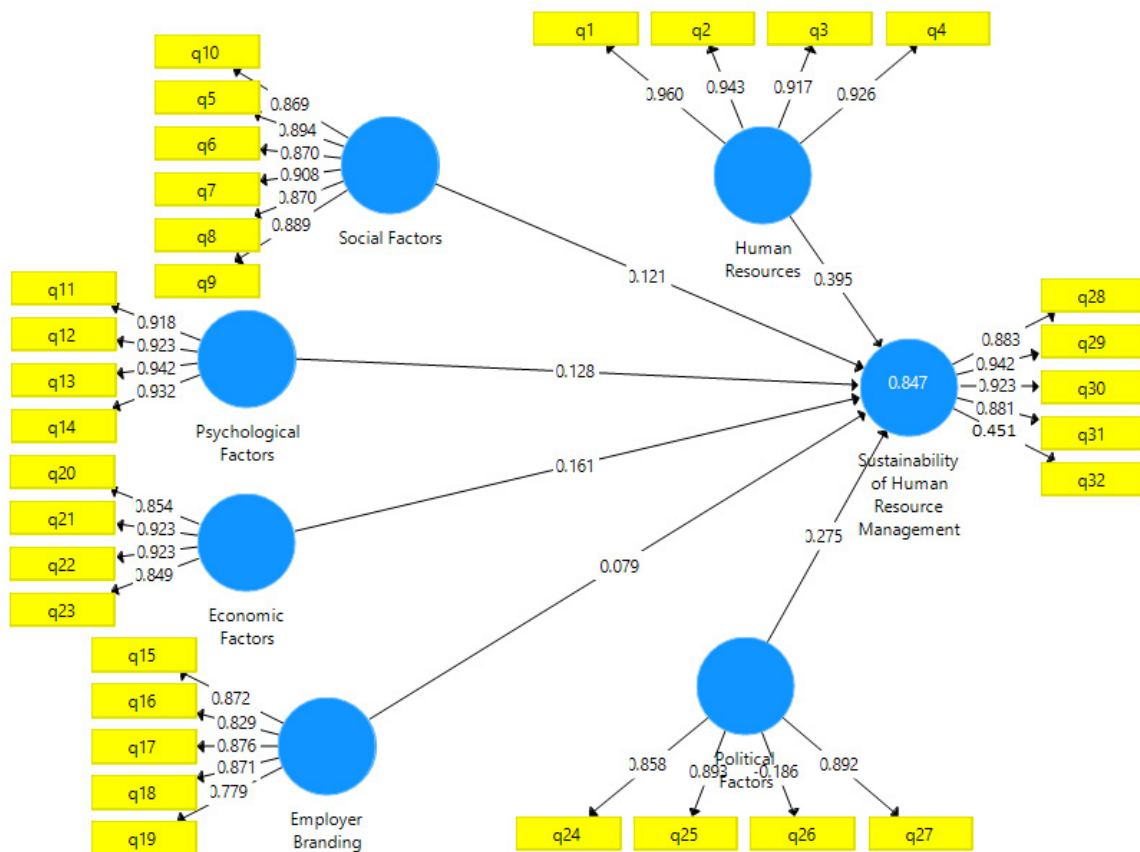 q1
q2
q3
q4
0.960
0.943
0.917
0.926
Human
Resources
0.395
q10
q5
q6
q7
q8
q9
0.869
0.894
0.870
0.908
0.870
0.889
Social Factors
0.121
q11
q12
q13
q14
0.918
0.923
0.942
0.932
Psychological
Factors
0.128
q20
q21
q22
q23
0.854
0.923
0.923
0.849
Economic
Factors
0.161
q15
q16
q17
q18
q19
0.872
0.829
0.876
0.871
0.779
Employer
Branding
0.079
0.847
Sustainability
of Human
Resource
Management
q28
q29
q30
q31
q32
0.883
0.942
0.923
0.881
0.451
0.275
Political
Factors
0.858
0.893
-0.186
0.892
q24
q25
q26
q27